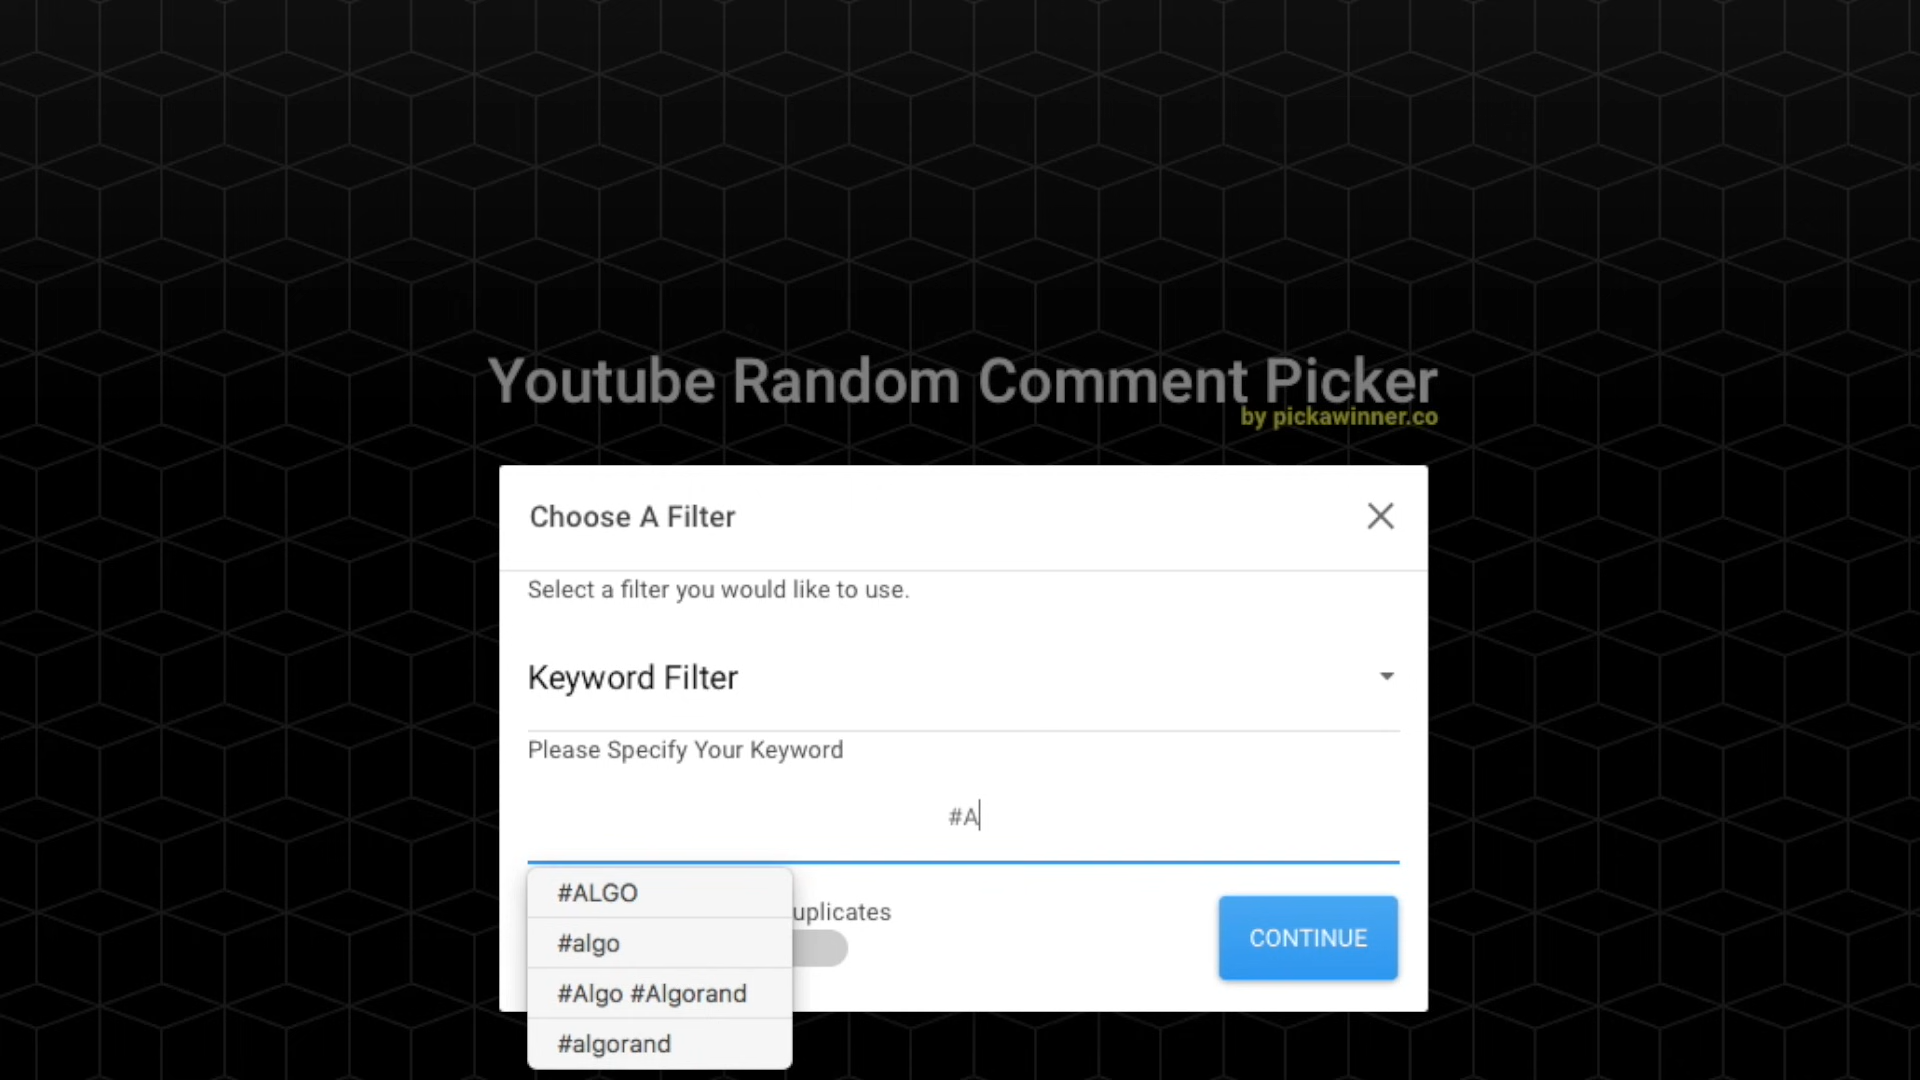 Youtube Random Comment Picker
by pickawinner.co
Choose A Filter
Select a filter you would like to use.
Keyword Filter
Please Specify Your Keyword
#A
#ALGO
#algo
#Algo #Algorand
#algorand
uplicates
CONTINUE